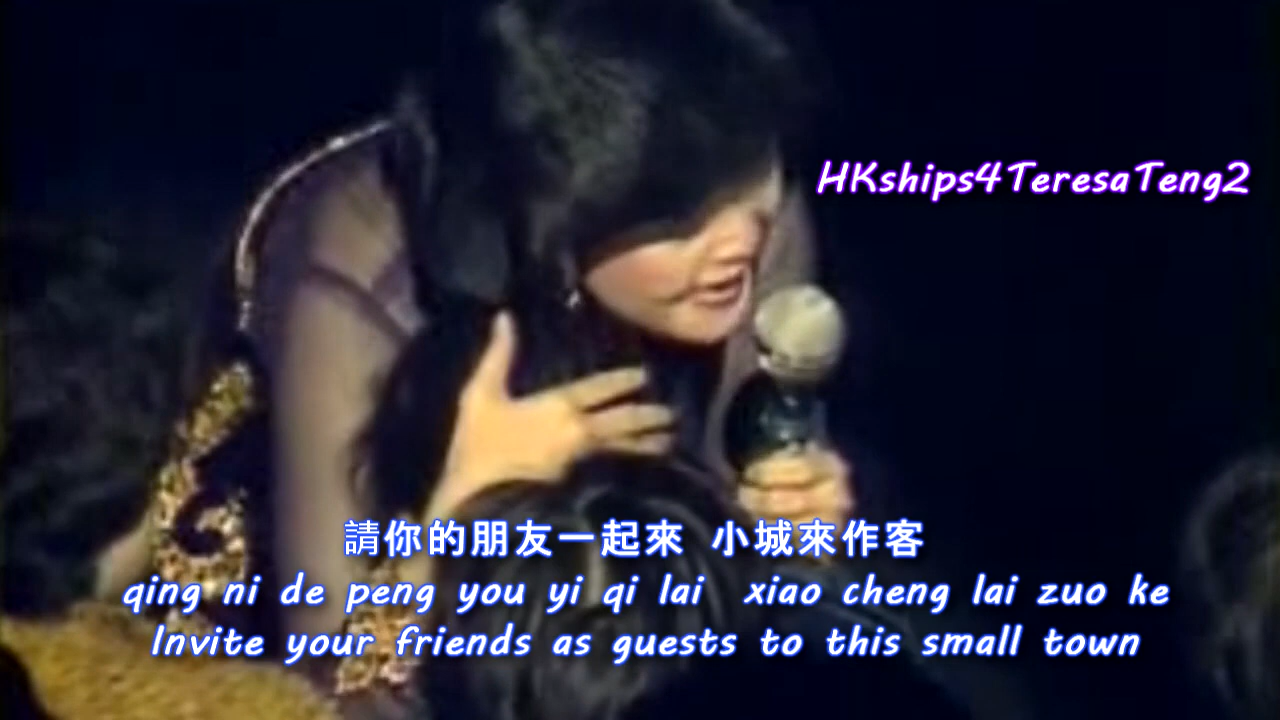 HKships4TeresaTeng2
請你的朋友一起來 小城來作客
qing ni de peng you yi qi lai xiao cheng lai zuo ke
Invite your friends as guests to this small town